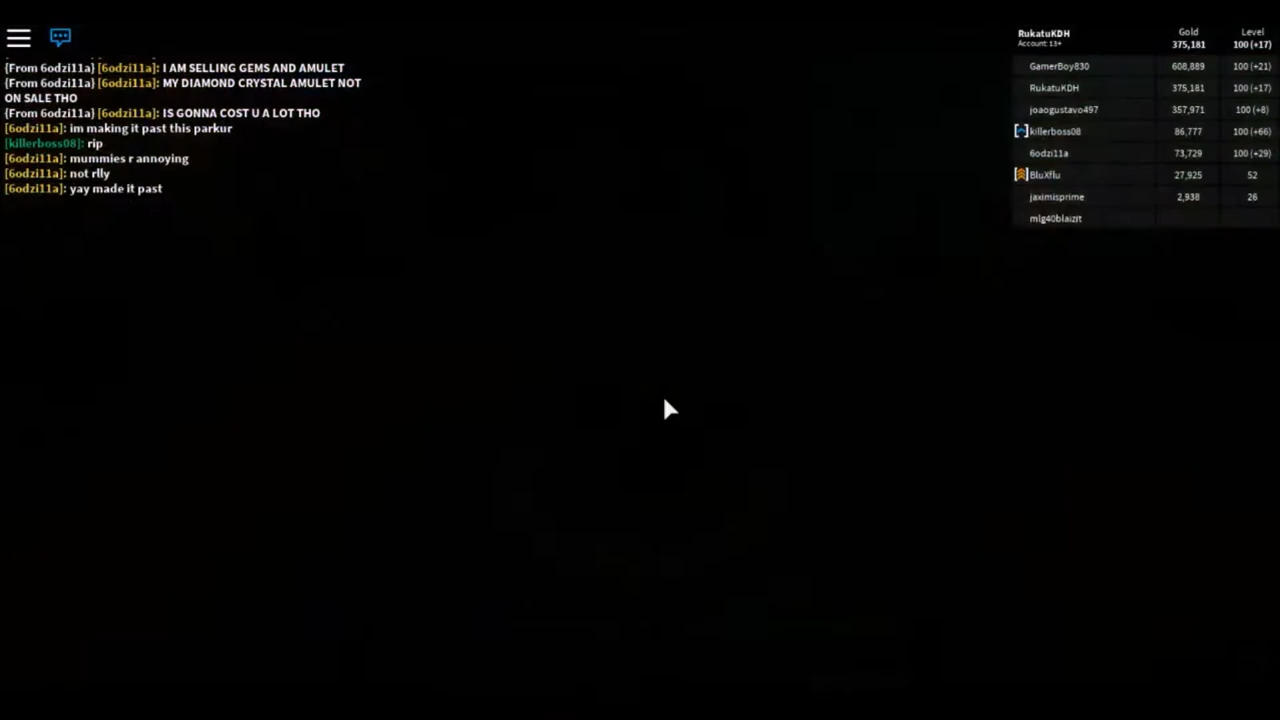 {From 6odzi11a} [6odzi11a]: I AM SELLING GEMS AND AMULET
{From 6odzi11a} [6odzi11a]: MY DIAMOND CRYSTAL AMULET NOT
ON SALE THO
{From 6odzi11a} [6odzi11a]: IS GONNA COST U A LOT THO
[6odzi11a]: im making it past this parkur
[killerboss08]: rip
[6odzi11a]: mummies r annoying
[6odzi11a]: not rlly
[6odzi11a]: yay made it past
RukatuKDH Gold Level
Account: 13+ 375,181 100 (+17)
GamerBoy830 608,889 100 (+21)
RukatuKDH 375,181 100 (+17)
joaogustavo497 357,971 100 (+8)
killerboss08 86,777 100 (+66)
6odzi11a 73,729 100 (+29)
BluXflu 27,925 52
jaximisprime 2,938 26
mlg40blaizit